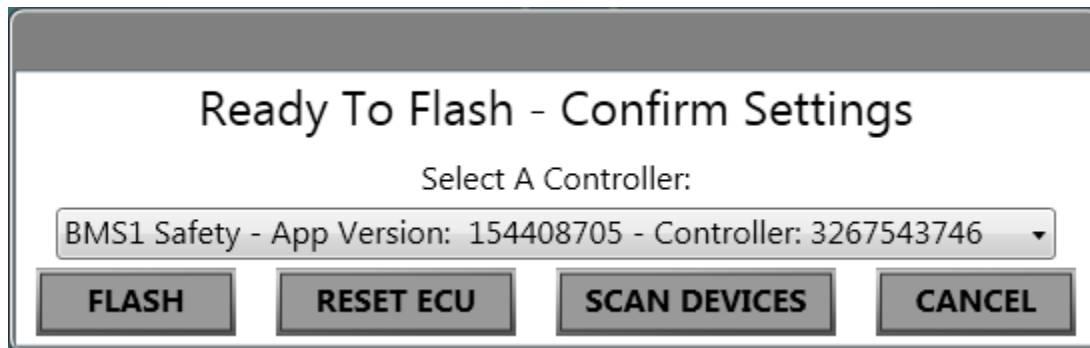 Ready To Flash - Confirm Settings
Select A Controller:
BMS1 Safety - App Version:  154408705 - Controller: 3267543746
FLASH RESET ECU SCAN DEVICES CANCEL